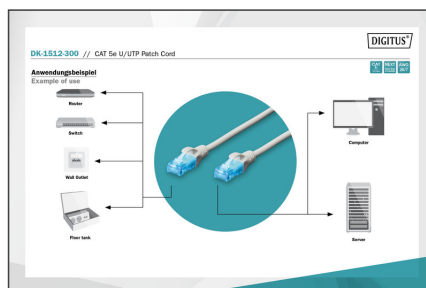 DIGITUS®
DK-1512-300 // CAT 5e U/UTP Patch Cord
Anwendungsbeispiel
Example of use
Router
Switch
Wall Outlet
Floor tank
Computer
Server